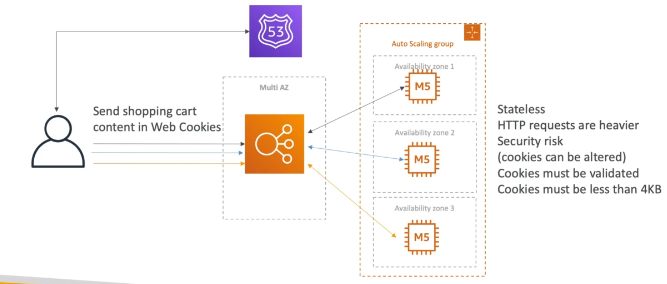 53
Auto Scaling group
Availability zone 1
M5
Multi AZ
Send shopping cart
content in Web Cookies
Availability zone 2
M5
Availability zone 3
M5
Stateless
HTTP requests are heavier
Security risk
(cookies can be altered)
Cookies must be validated
Cookies must be less than 4KB